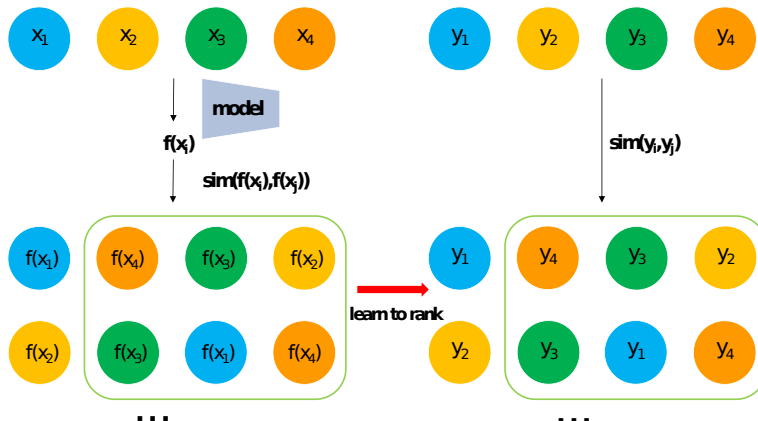 x₁ x₂ x₃ x₄ y₁ y₂ y₃ y₄
model
f(xᵢ)
sim(yᵢ,yⱼ)
sim(f(xᵢ),f(xⱼ))
f(x₁) f(x₄) f(x₃) f(x₂) y₁ y₄ y₃ y₂
learn to rank
f(x₂) f(x₃) f(x₁) f(x₄) y₂ y₃ y₁ y₄
... ...